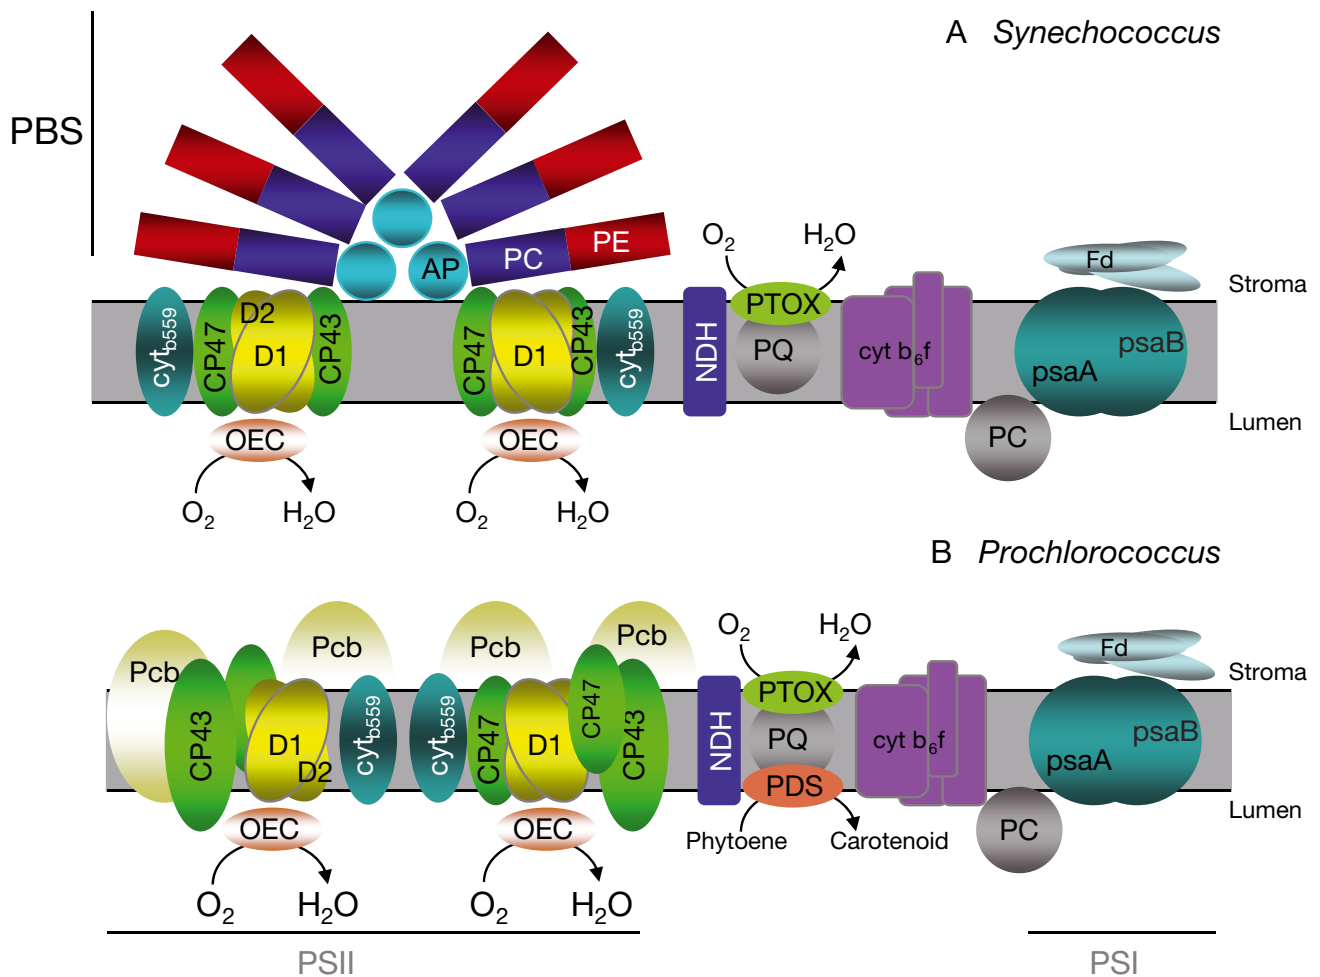 A Synechococcus
PBS
PE
PC
AP
O2 H2O
Fd
Stroma
PTOX
cytb559
CP47
D2
D1
CP43
CP47
D1
CP43
cytb559
NDH
PQ
cyt b6f
psaA
psaB
Lumen
OEC
OEC
PC
O2 H2O
O2 H2O
B Prochlorococcus
Pcb
Pcb
Pcb
Pcb
O2 H2O
Fd
Stroma
PTOX
CP43
D1
D2
cytb559
cytb559
CP47
D1
CP47
CP43
NDH
PQ
cyt b6f
psaA
psaB
PDS
Lumen
OEC
OEC
Phytoene
Carotenoid
PC
O2 H2O
O2 H2O
PSII
PSI